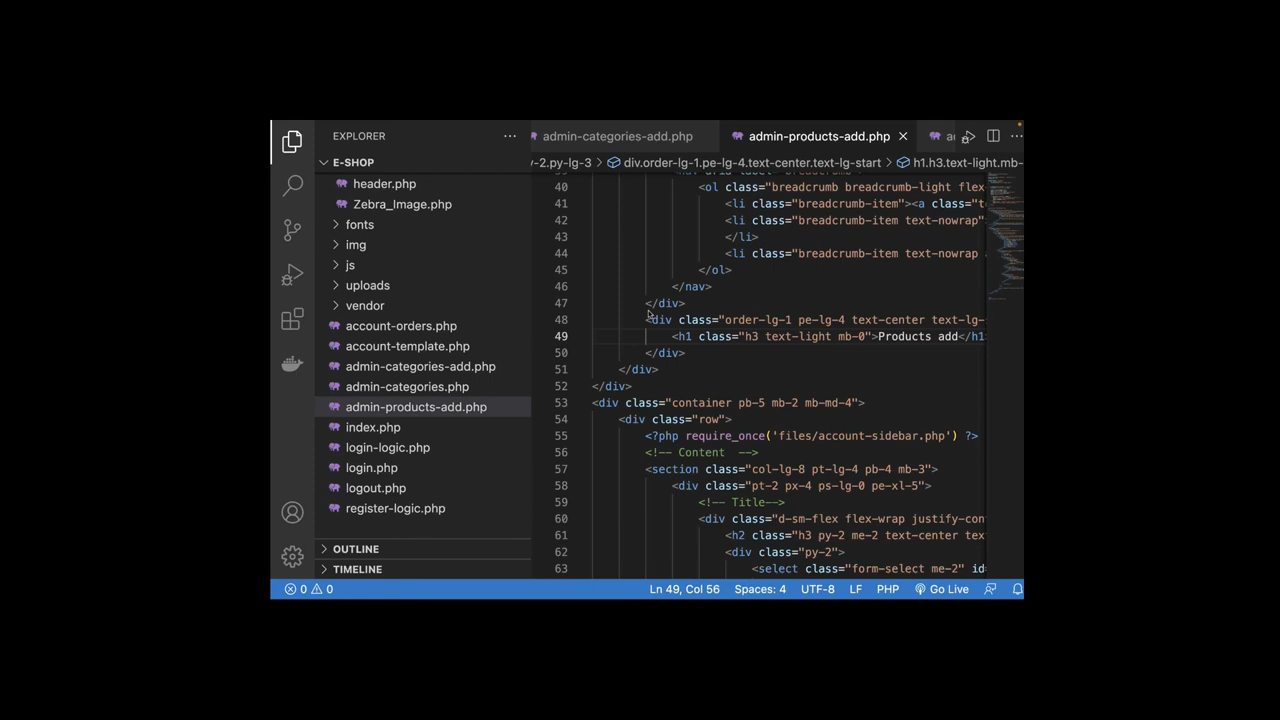 EXPLORER
E-SHOP
header.php
Zebra_Image.php
fonts
img
js
uploads
vendor
account-orders.php
account-template.php
admin-categories-add.php
admin-categories.php
admin-products-add.php
index.php
login-logic.php
login.php
logout.php
register-logic.php
OUTLINE
TIMELINE
admin-categories-add.php admin-products-add.php
-2.py-lg-3 > div.order-lg-1.pe-lg-4.text-center.text-lg-start > h1.h3.text-light.mb-
40 <ol class="breadcrumb breadcrumb-light flex
41 <li class="breadcrumb-item"><a class="t
42 <li class="breadcrumb-item text-nowrap"
43 </li>
44 <li class="breadcrumb-item text-nowrap
45 </ol>
46 </nav>
47 </div>
48 <div class="order-lg-1 pe-lg-4 text-center text-lg-
49 <h1 class="h3 text-light mb-0">Products add</h1
50 </div>
51 </div>
52 </div>
53 <div class="container pb-5 mb-2 mb-md-4">
54 <div class="row">
55 <?php require_once('files/account-sidebar.php') ?>
56 <!-- Content -->
57 <section class="col-lg-8 pt-lg-4 pb-4 mb-3">
58 <div class="pt-2 px-4 ps-lg-0 pe-xl-5">
59 <!-- Title-->
60 <div class="d-sm-flex flex-wrap justify-con
61 <h2 class="h3 py-2 me-2 text-center tex
62 <div class="py-2">
63 <select class="form-select me-2" id=
0 0 Ln 49, Col 56 Spaces: 4 UTF-8 LF PHP Go Live